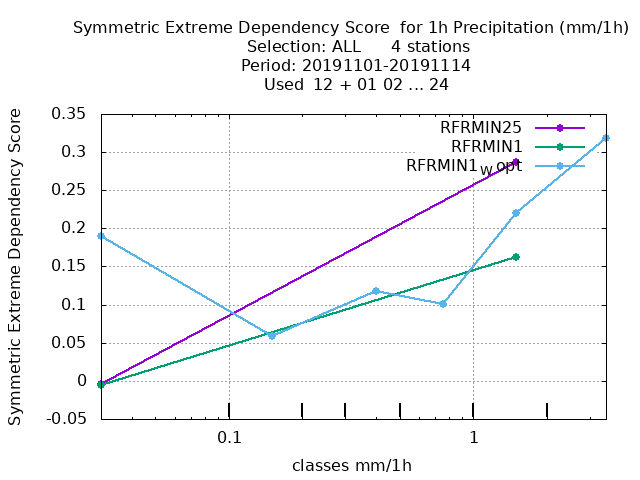 Symmetric Extreme Dependency Score  for 1h Precipitation (mm/1h)
Selection: ALL      4 stations
Period: 20191101-20191114
Used  12 + 01 02 ... 24
Symmetric Extreme Dependency Score
0.35
0.3
0.25
0.2
0.15
0.1
0.05
0
-0.05
RFRMIN25
RFRMIN1
RFRMIN1wopt
0.1
1
classes mm/1h